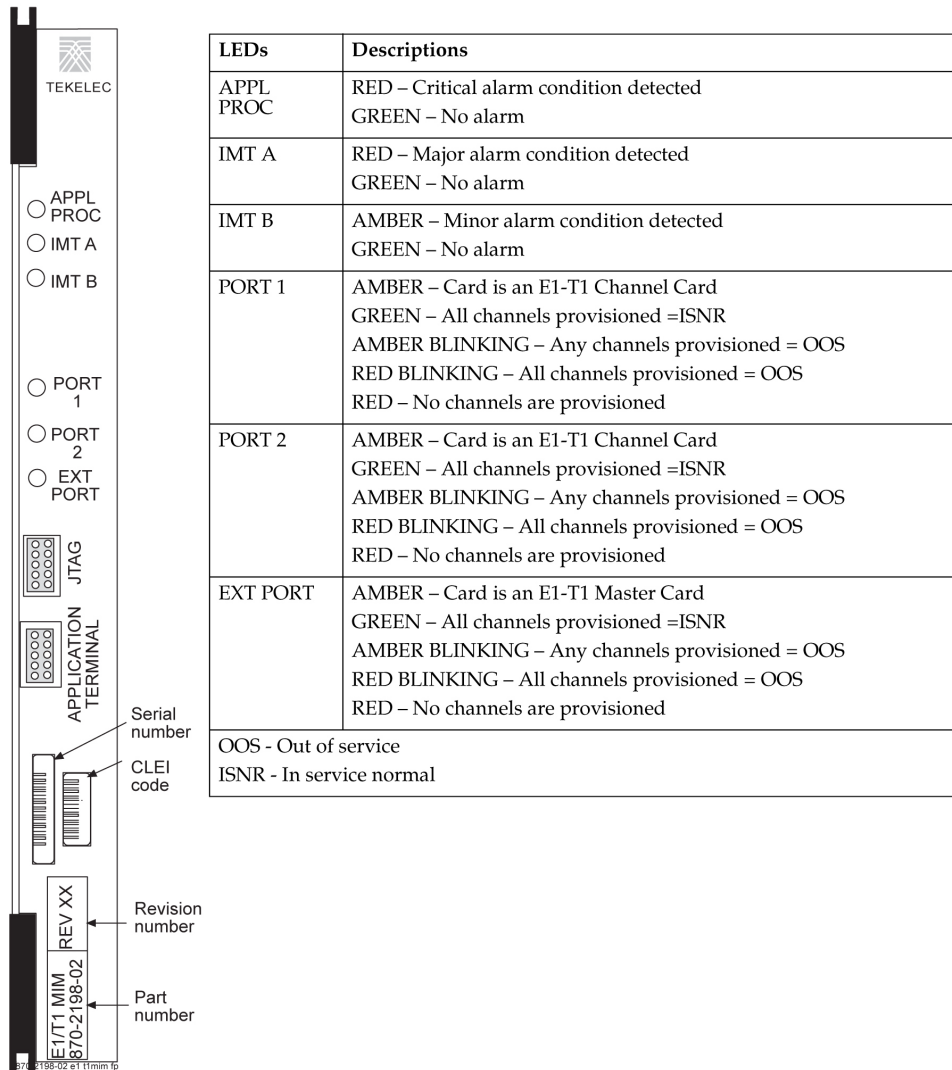 TEKELEC
APPL
PROC
IMT A
IMT B
PORT
1
PORT
2
EXT
PORT
JTAG
APPLICATION
TERMINAL
Serial
number
CLEI
code
REV XX
Revision
number
E1/T1 MIM
870-2198-02
Part
number
870-2198-02 e1 t1mim fp
LEDs Descriptions
APPL
PROC
RED – Critical alarm condition detected
GREEN – No alarm
IMT A RED – Major alarm condition detected
GREEN – No alarm
IMT B AMBER – Minor alarm condition detected
GREEN – No alarm
PORT 1 AMBER – Card is an E1-T1 Channel Card
GREEN – All channels provisioned =ISNR
AMBER BLINKING – Any channels provisioned = OOS
RED BLINKING – All channels provisioned = OOS
RED – No channels are provisioned
PORT 2 AMBER – Card is an E1-T1 Channel Card
GREEN – All channels provisioned =ISNR
AMBER BLINKING – Any channels provisioned = OOS
RED BLINKING – All channels provisioned = OOS
RED – No channels are provisioned
EXT PORT AMBER – Card is an E1-T1 Master Card
GREEN – All channels provisioned =ISNR
AMBER BLINKING – Any channels provisioned = OOS
RED BLINKING – All channels provisioned = OOS
RED – No channels are provisioned
OOS - Out of service
ISNR - In service normal